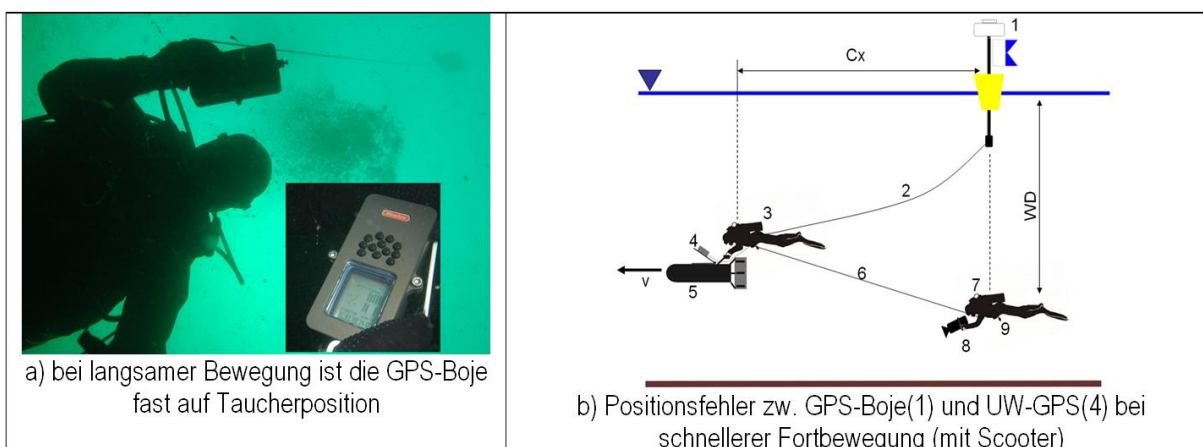 a) bei langsamer Bewegung ist die GPS-Boje
fast auf Taucherposition
1
Cx
2
WD
3
4
v
5
6
7
8
9
b) Positionsfehler zw. GPS-Boje(1) und UW-GPS(4) bei
schnellerer Fortbewegung (mit Scooter)